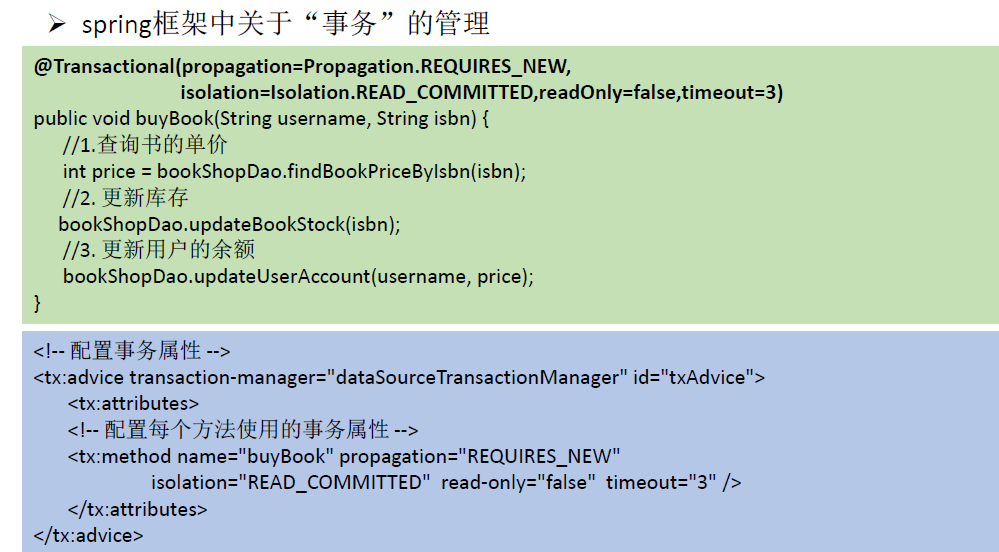 ➢ spring框架中关于“事务”的管理
@Transactional(propagation=Propagation.REQUIRES_NEW,
isolation=Isolation.READ_COMMITTED,readOnly=false,timeout=3)
public void buyBook(String username, String isbn) {
//1.查询书的单价
int price = bookShopDao.findBookPriceByIsbn(isbn);
//2. 更新库存
bookShopDao.updateBookStock(isbn);
//3. 更新用户的余额
bookShopDao.updateUserAccount(username, price);
}
<!-- 配置事务属性 -->
<tx:advice transaction-manager="dataSourceTransactionManager" id="txAdvice">
<tx:attributes>
<!-- 配置每个方法使用的事务属性 -->
<tx:method name="buyBook" propagation="REQUIRES_NEW"
isolation="READ_COMMITTED" read-only="false" timeout="3" />
</tx:attributes>
</tx:advice>